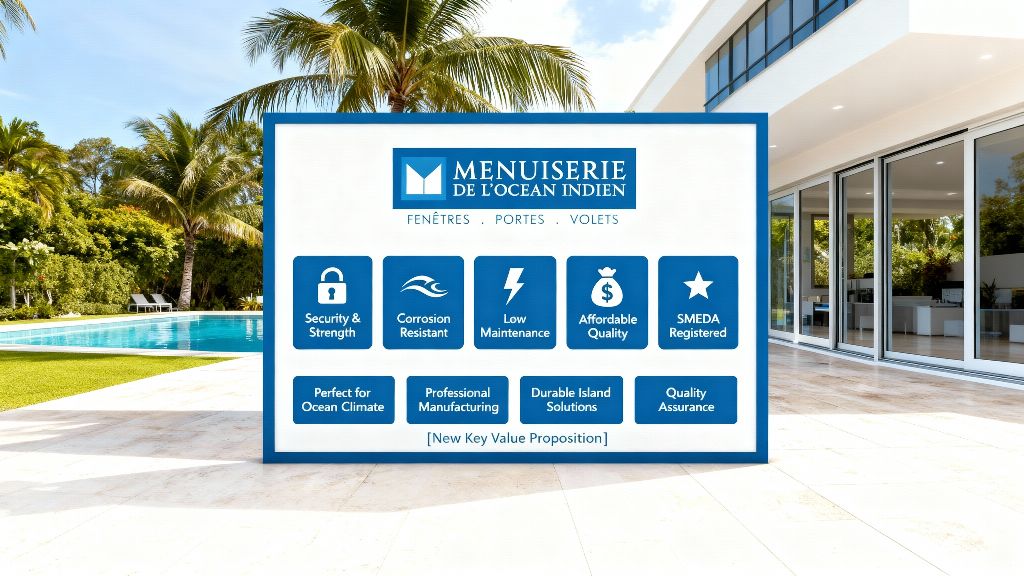 MENUISERIE
DE L'OCEAN INDIEN
FENÊTRES . PORTES . VOLETS
Security &
Strength
Corrosion
Resistant
Low
Maintenance
Affordable
Quality
SMEDA
Registered
Perfect for
Ocean Climate
Professional
Manufacturing
Durable Island
Solutions
Quality
Assurance
[New Key Value Proposition]